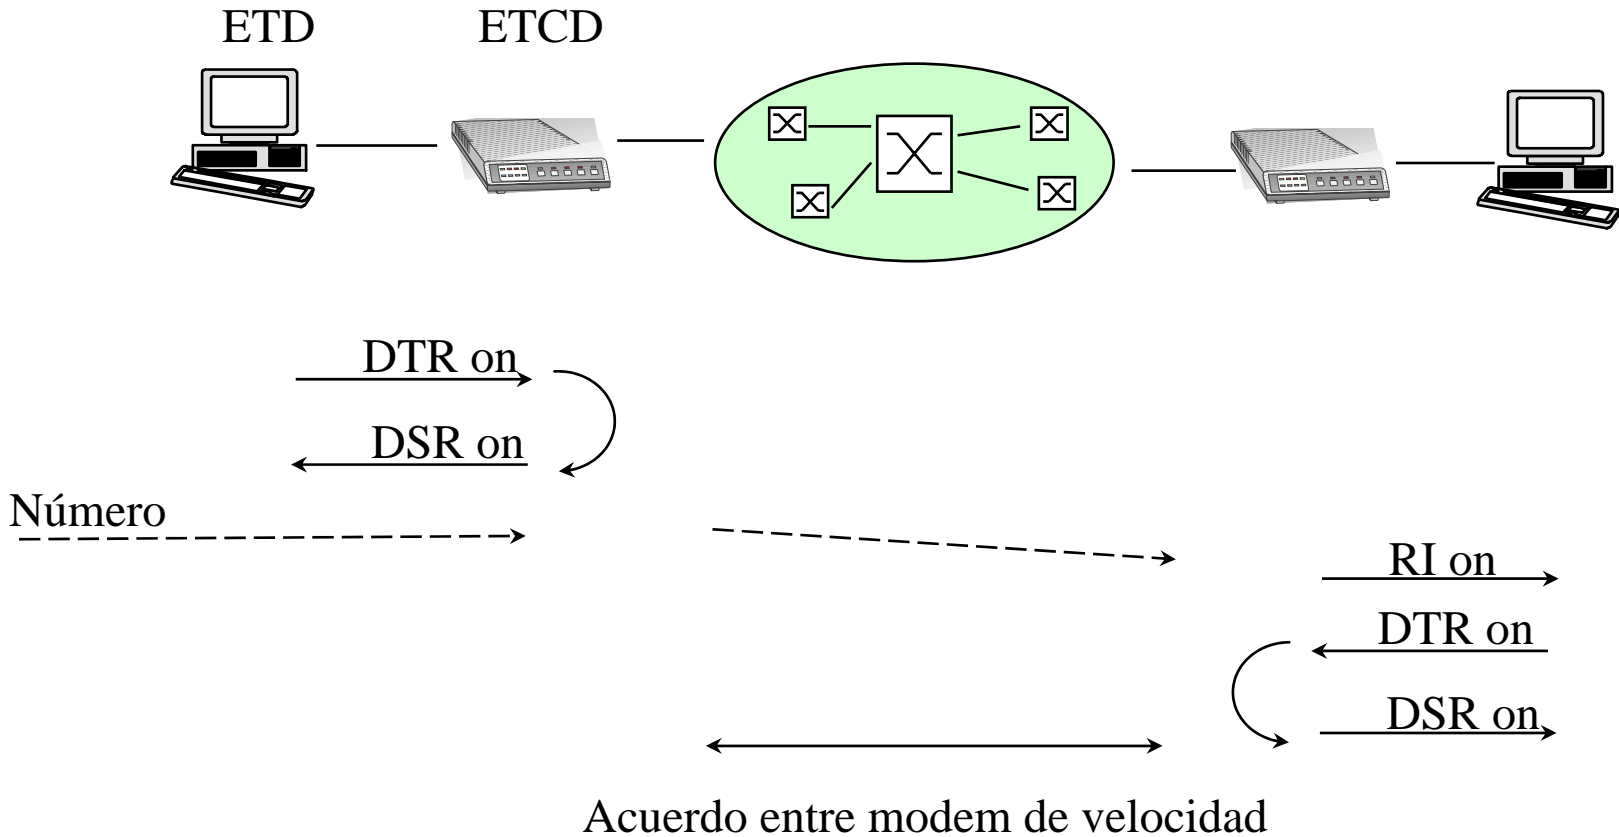 ETD
ETCD
DTR on
DSR on
Número
RI on
DTR on
DSR on
Acuerdo entre modem de velocidad